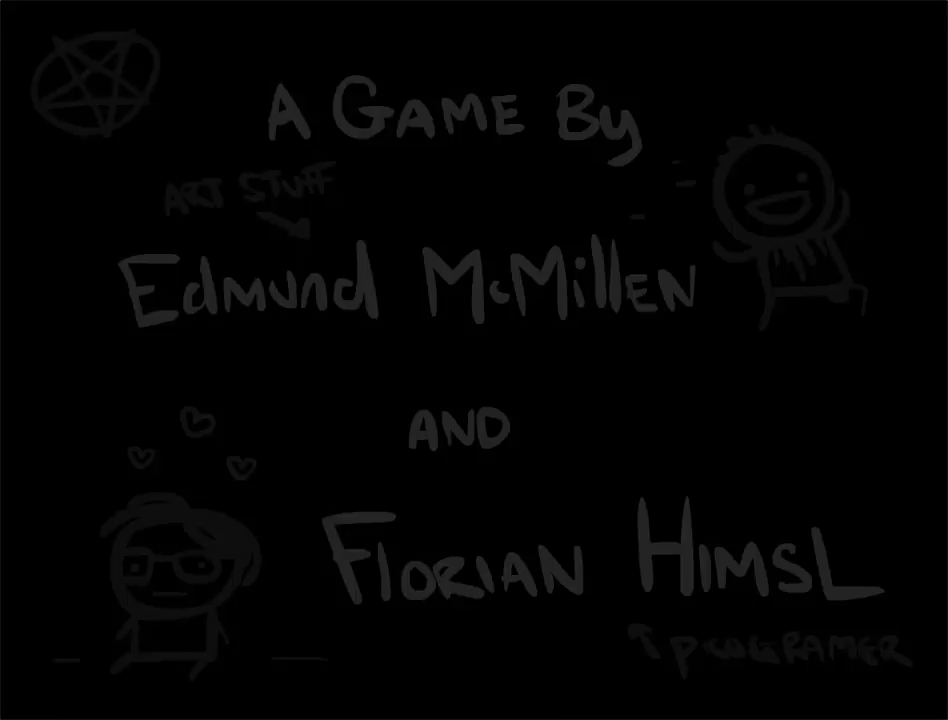 A GAME By
ART STUFF
Edmund McMillEN
AND
FloRIAN HIMSL
PROGRAMER